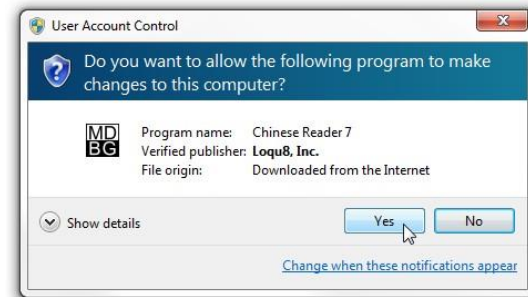 User Account Control
Do you want to allow the following program to make
changes to this computer?
MD
BG
Program name: Chinese Reader 7
Verified publisher: Loqu8, Inc.
File origin: Downloaded from the Internet
Show details
Yes No
Change when these notifications appear